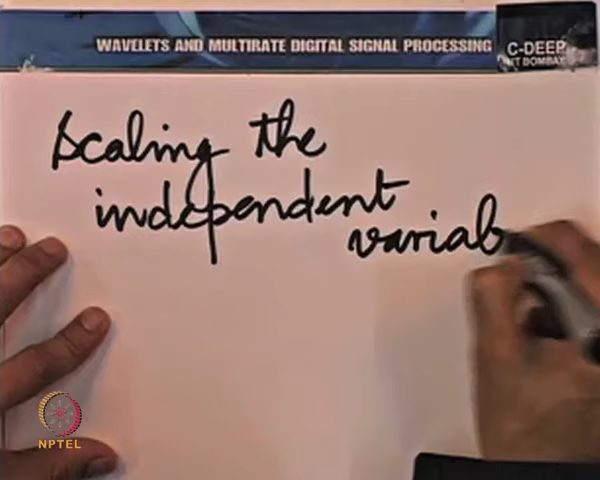 WAVELETS AND MULTIRATE DIGITAL SIGNAL PROCESSING
C-DEEP
IIT BOMBAY
scaling the
independent
variab
NPTEL